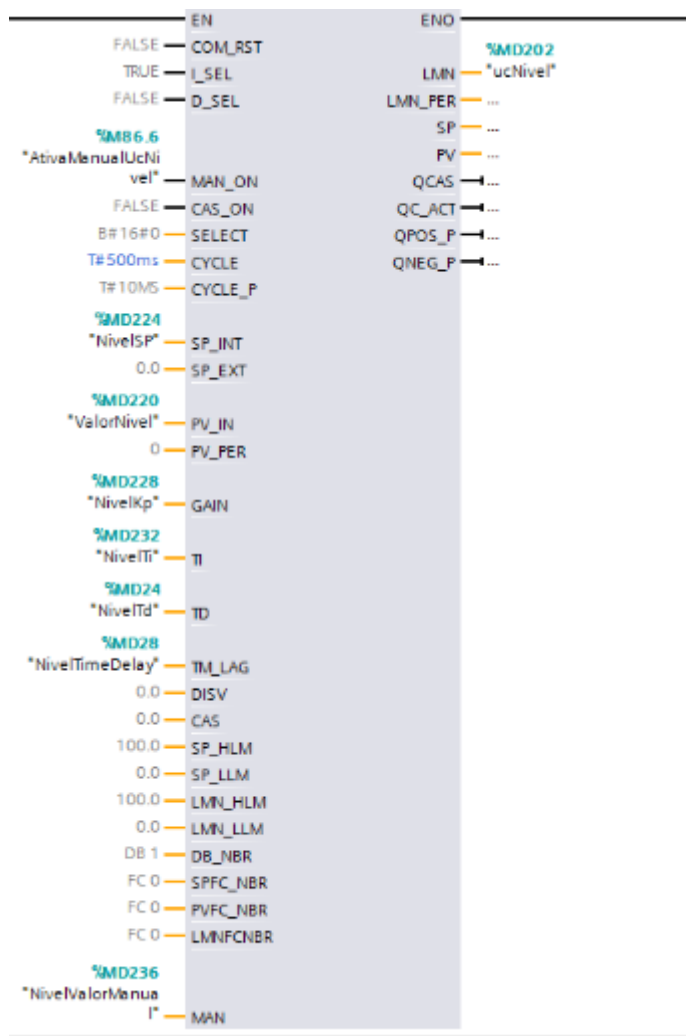 EN ENO
FALSE COM_RST
%MD202
TRUE I_SEL LMN "ucNivel"
FALSE D_SEL LMN_PER ...
SP ...
%M86.6
"AtivaManualUcNi
PV ...
vel" MAN_ON QCAS ...
FALSE CAS_ON QC_ACT ...
B#16#0 SELECT QPOS_P ...
T#500ms CYCLE QNEG_P ...
T#10MS CYCLE_P
%MD224
"NivelSP" SP_INT
0.0 SP_EXT
%MD220
"ValorNivel" PV_IN
0 PV_PER
%MD228
"NivelKp" GAIN
%MD232
"NivelTi" TI
%MD24
"NivelTd" TD
%MD28
"NivelTimeDelay" TM_LAG
0.0 DISV
0.0 CAS
100.0 SP_HLM
0.0 SP_LLM
100.0 LMN_HLM
0.0 LMN_LLM
DB 1 DB_NBR
FC 0 SPFC_NBR
FC 0 PVFC_NBR
FC 0 LMNFCNBR
%MD236
"NivelValorManua
l" MAN